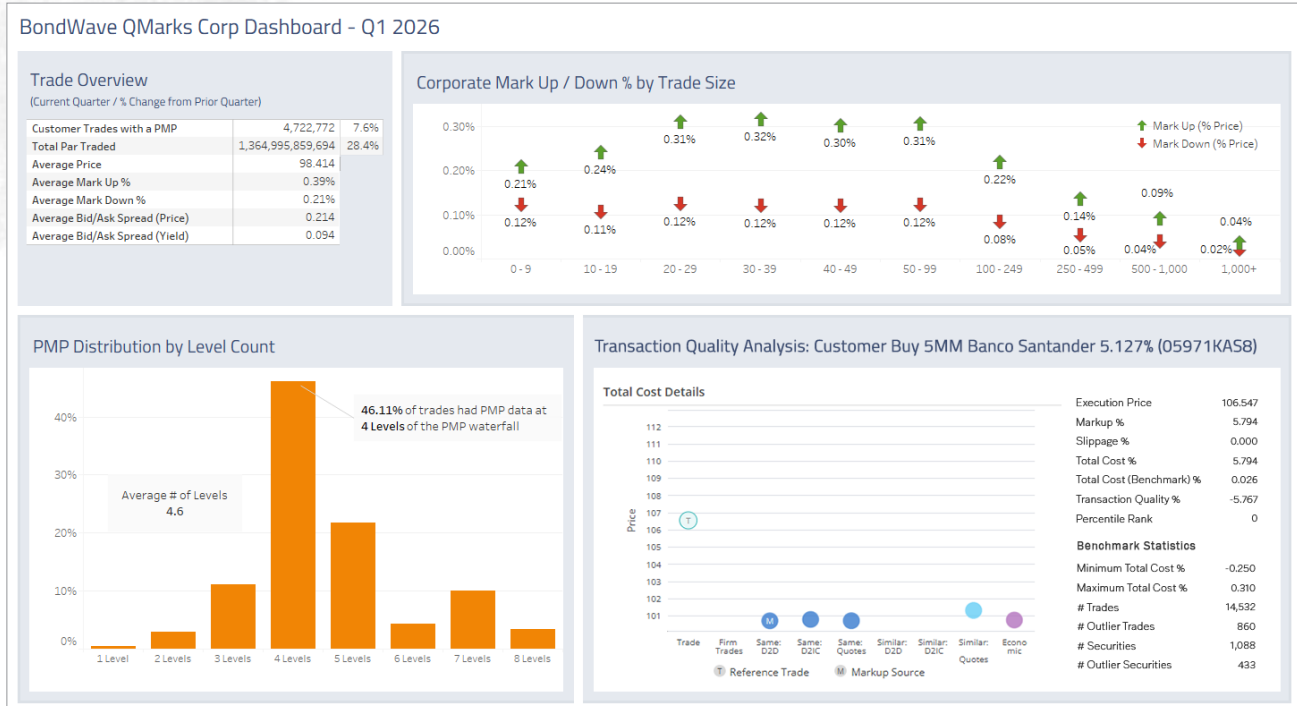 BondWave QMarks Corp Dashboard - Q1 2026
Trade Overview
(Current Quarter / % Change from Prior Quarter)
Customer Trades with a PMP 4,722,772 7.6%
Total Par Traded 1,364,995,859,694 28.4%
Average Price 98.414
Average Mark Up % 0.39%
Average Mark Down % 0.21%
Average Bid/Ask Spread (Price) 0.214
Average Bid/Ask Spread (Yield) 0.094
Corporate Mark Up / Down % by Trade Size
0.30%
0.20%
0.10%
0.00%
Mark Up (% Price)
Mark Down (% Price)
0.21% 0.24% 0.31% 0.32% 0.30% 0.31% 0.22% 0.14% 0.09% 0.04%
0.12% 0.11% 0.12% 0.12% 0.12% 0.12% 0.08% 0.05% 0.04% 0.02%
0 - 9 10 - 19 20 - 29 30 - 39 40 - 49 50 - 99 100 - 249 250 - 499 500 - 1,000 1,000+
PMP Distribution by Level Count
40%
30%
20%
10%
0%
46.11% of trades had PMP data at
4 Levels of the PMP waterfall
Average # of Levels
4.6
1 Level 2 Levels 3 Levels 4 Levels 5 Levels 6 Levels 7 Levels 8 Levels
Transaction Quality Analysis: Customer Buy 5MM Banco Santander 5.127% (05971KAS8)
Total Cost Details
Price
112
111
110
109
108
107
106
105
104
103
102
101
T
M
Trade
Firm
Trades
Same:
D2D
Same:
D2IC
Same:
Quotes
Similar:
D2D
Similar:
D2IC
Similar:
Quotes
Econo
mic
T Reference Trade M Markup Source
Execution Price 106.547
Markup % 5.794
Slippage % 0.000
Total Cost % 5.794
Total Cost (Benchmark) % 0.026
Transaction Quality % -5.767
Percentile Rank 0
Benchmark Statistics
Minimum Total Cost % -0.250
Maximum Total Cost % 0.310
# Trades 14,532
# Outlier Trades 860
# Securities 1,088
# Outlier Securities 433